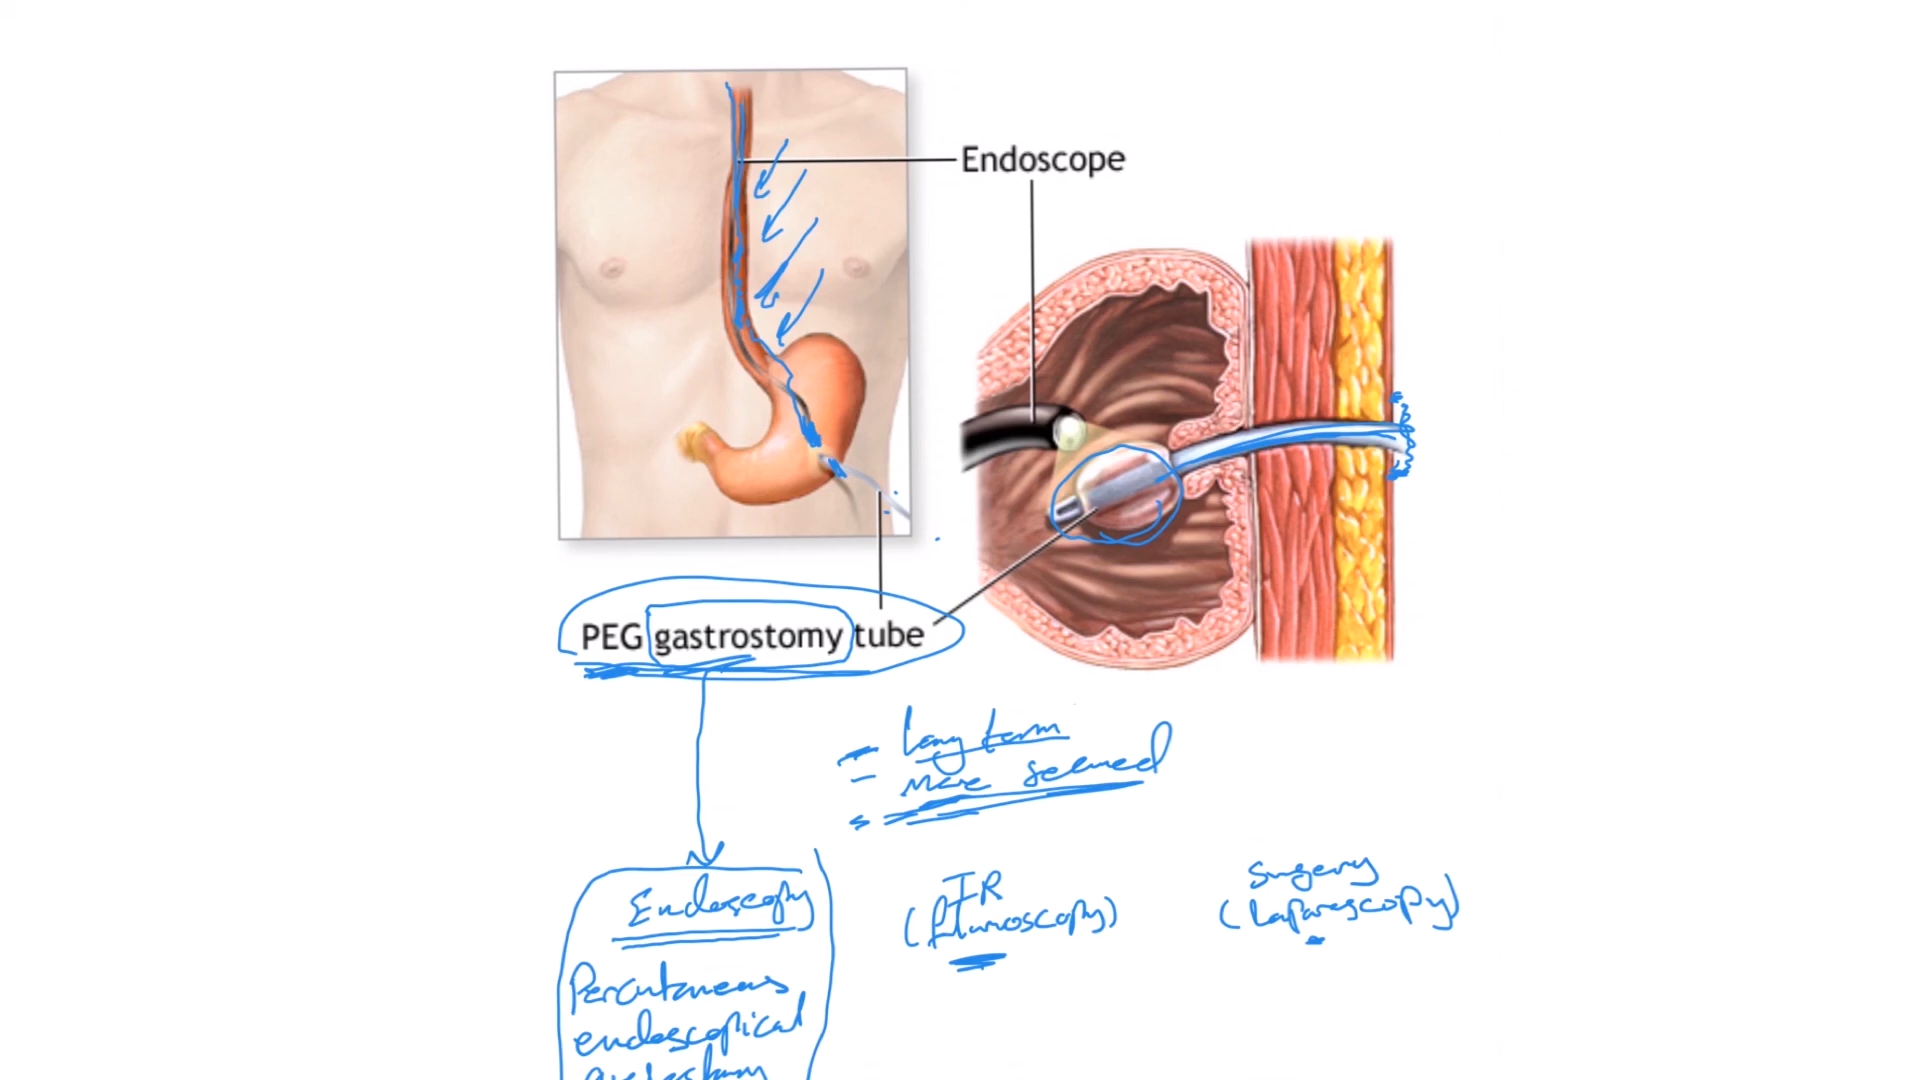 Endoscope
PEG gastrostomy tube
- long term
- more secured
Endoscopy
IR
(fluoroscopy)
Surgery
(Laparoscopy)
Percutaneous
endoscopical